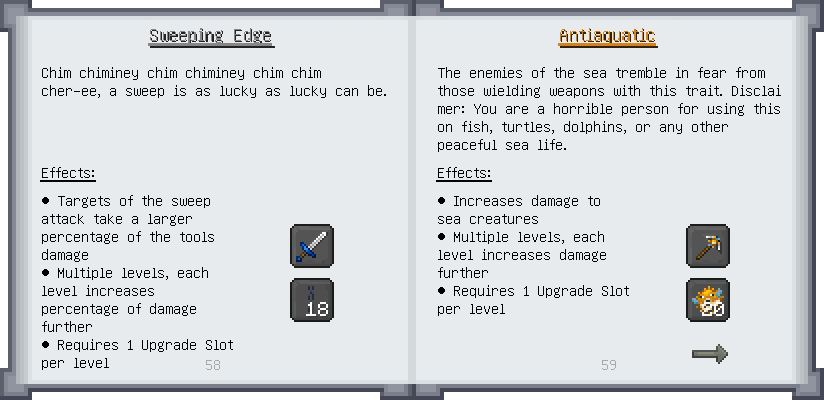 Sweeping Edge
Chim chiminey chim chiminey chim chim
cher-ee, a sweep is as lucky as lucky can be.
Effects:
● Targets of the sweep
attack take a larger
percentage of the tools
damage
● Multiple levels, each
level increases
percentage of damage
further
● Requires 1 Upgrade Slot
per level
18
58
Antiaquatic
The enemies of the sea tremble in fear from
those wielding weapons with this trait. Disclai
mer: You are a horrible person for using this
on fish, turtles, dolphins, or any other
peaceful sea life.
Effects:
● Increases damage to
sea creatures
● Multiple levels, each
level increases damage
further
● Requires 1 Upgrade Slot
per level
20
59